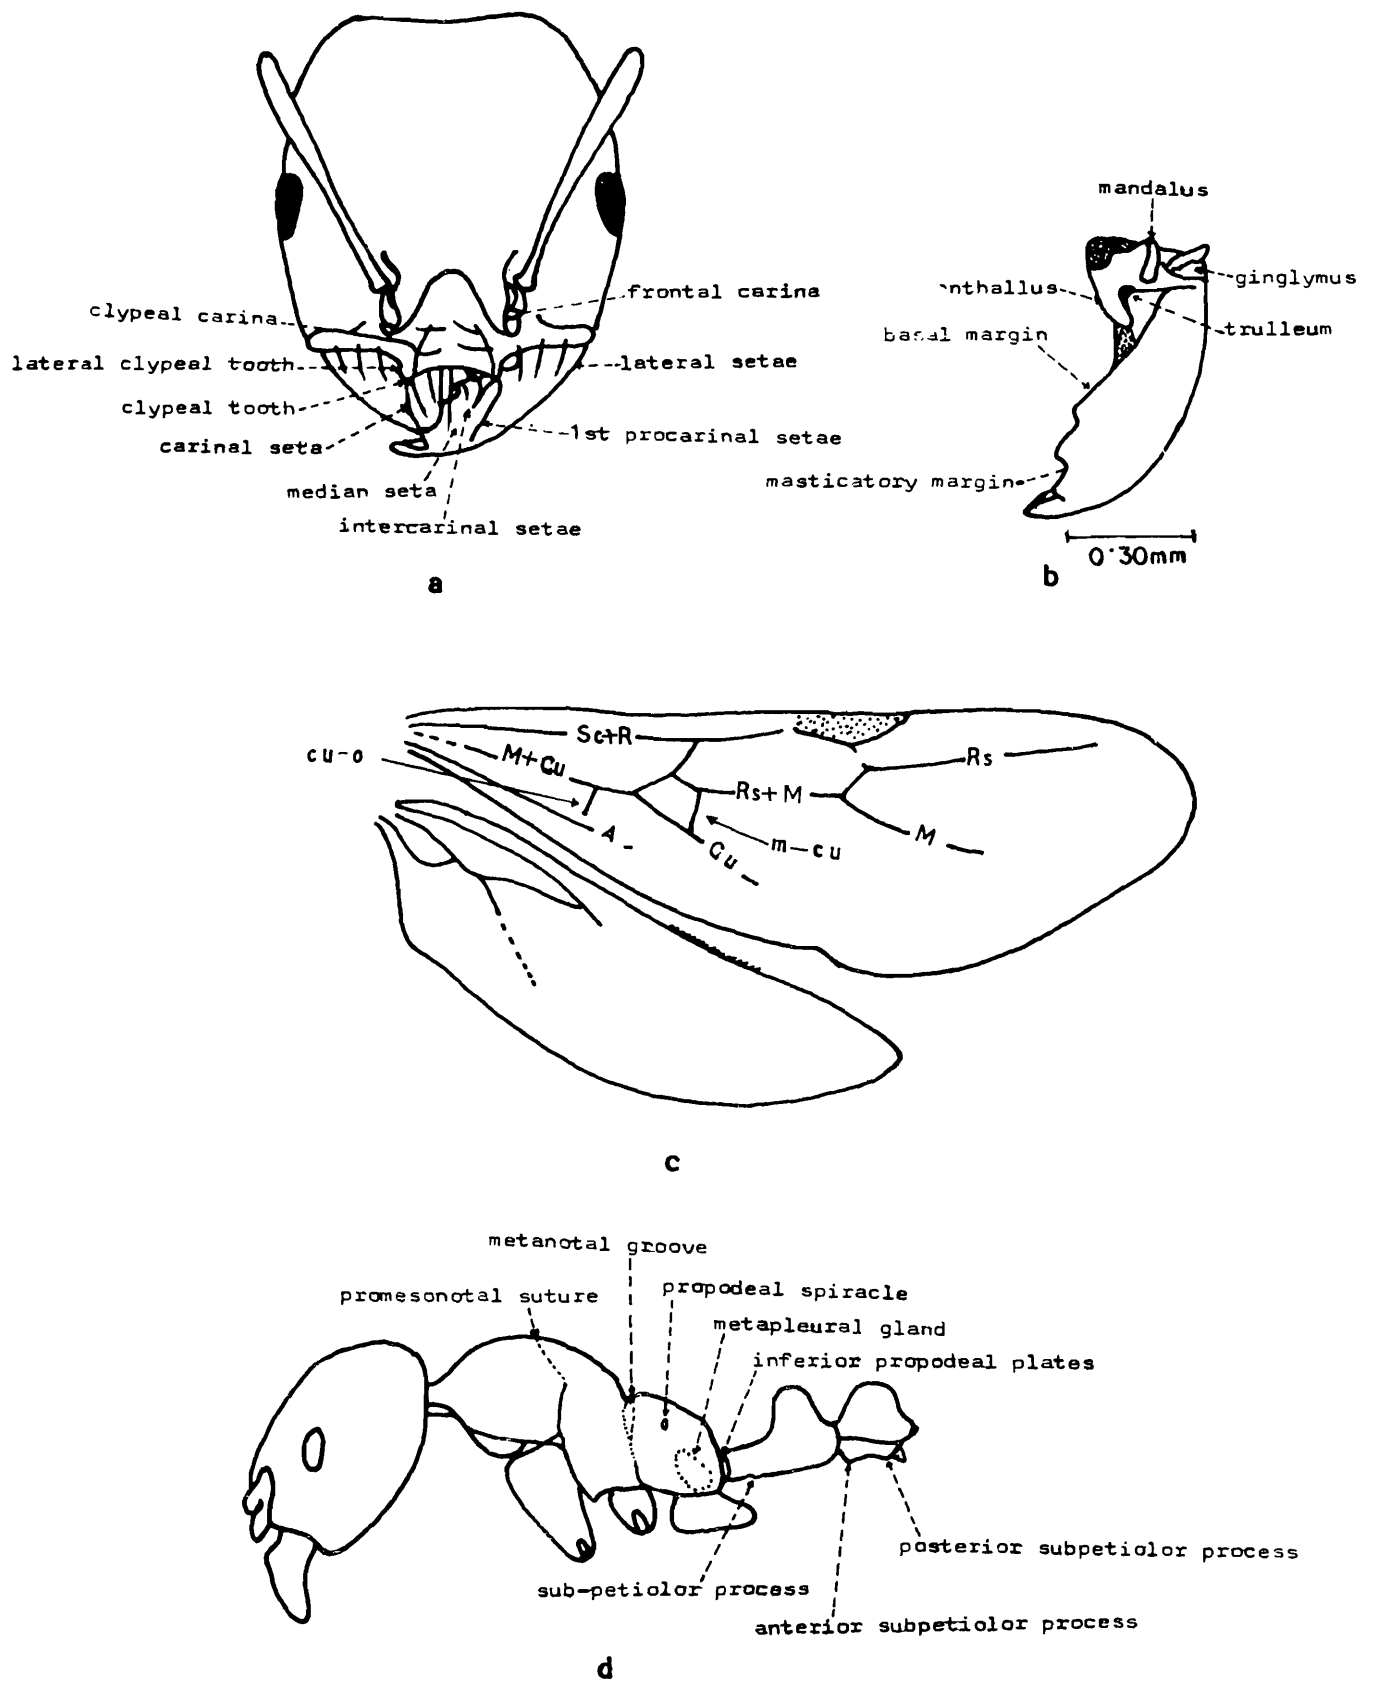 clypeal carina
lateral clypeal tooth
clypeal tooth
carinal seta
median seta
intercarinal setae
frontal carina
lateral setae
1st procarinal setae
a
mandalus
nthallus
ginglymus
trulleum
basal margin
masticatory margin
0·30mm
b
cu-o
Sc+R
M+Cu
Rs
Rs+M
A
m-cu
M
Cu
c
metanotal groove
promesonotal suture
propodeal spiracle
metapleural gland
inferior propodeal plates
posterior subpetiolor process
sub-petiolor process
anterior subpetiolor process
d